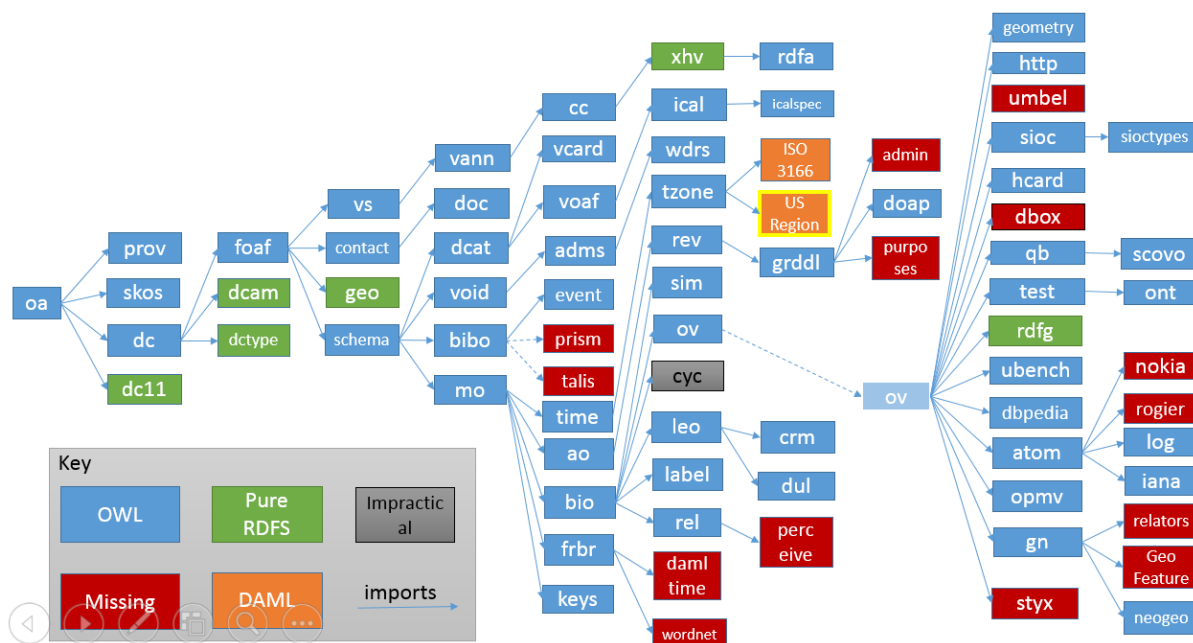 oa
prov
skos
dc
dc11
foaf
dcam
dctype
vs
contact
geo
schema
vann
doc
dcat
void
bibo
mo
cc
vcard
voaf
adms
event
prism
talis
time
ao
bio
frbr
keys
xhv
ical
wdrs
tzone
rev
sim
ov
cyc
leo
label
rel
daml
time
wordnet
rdfa
icalspec
ISO
3166
US
Region
grddl
crm
dul
perc
eive
admin
doap
purpo
ses
ov
geometry
http
umbel
sioc
hcard
dbox
qb
test
rdfg
ubench
dbpedia
atom
opmv
gn
styx
sioctypes
scovo
ont
nokia
rogier
log
iana
relators
Geo
Feature
neogeo
Key
OWL
Pure
RDFS
Impractic
al
Missing
DAML
imports